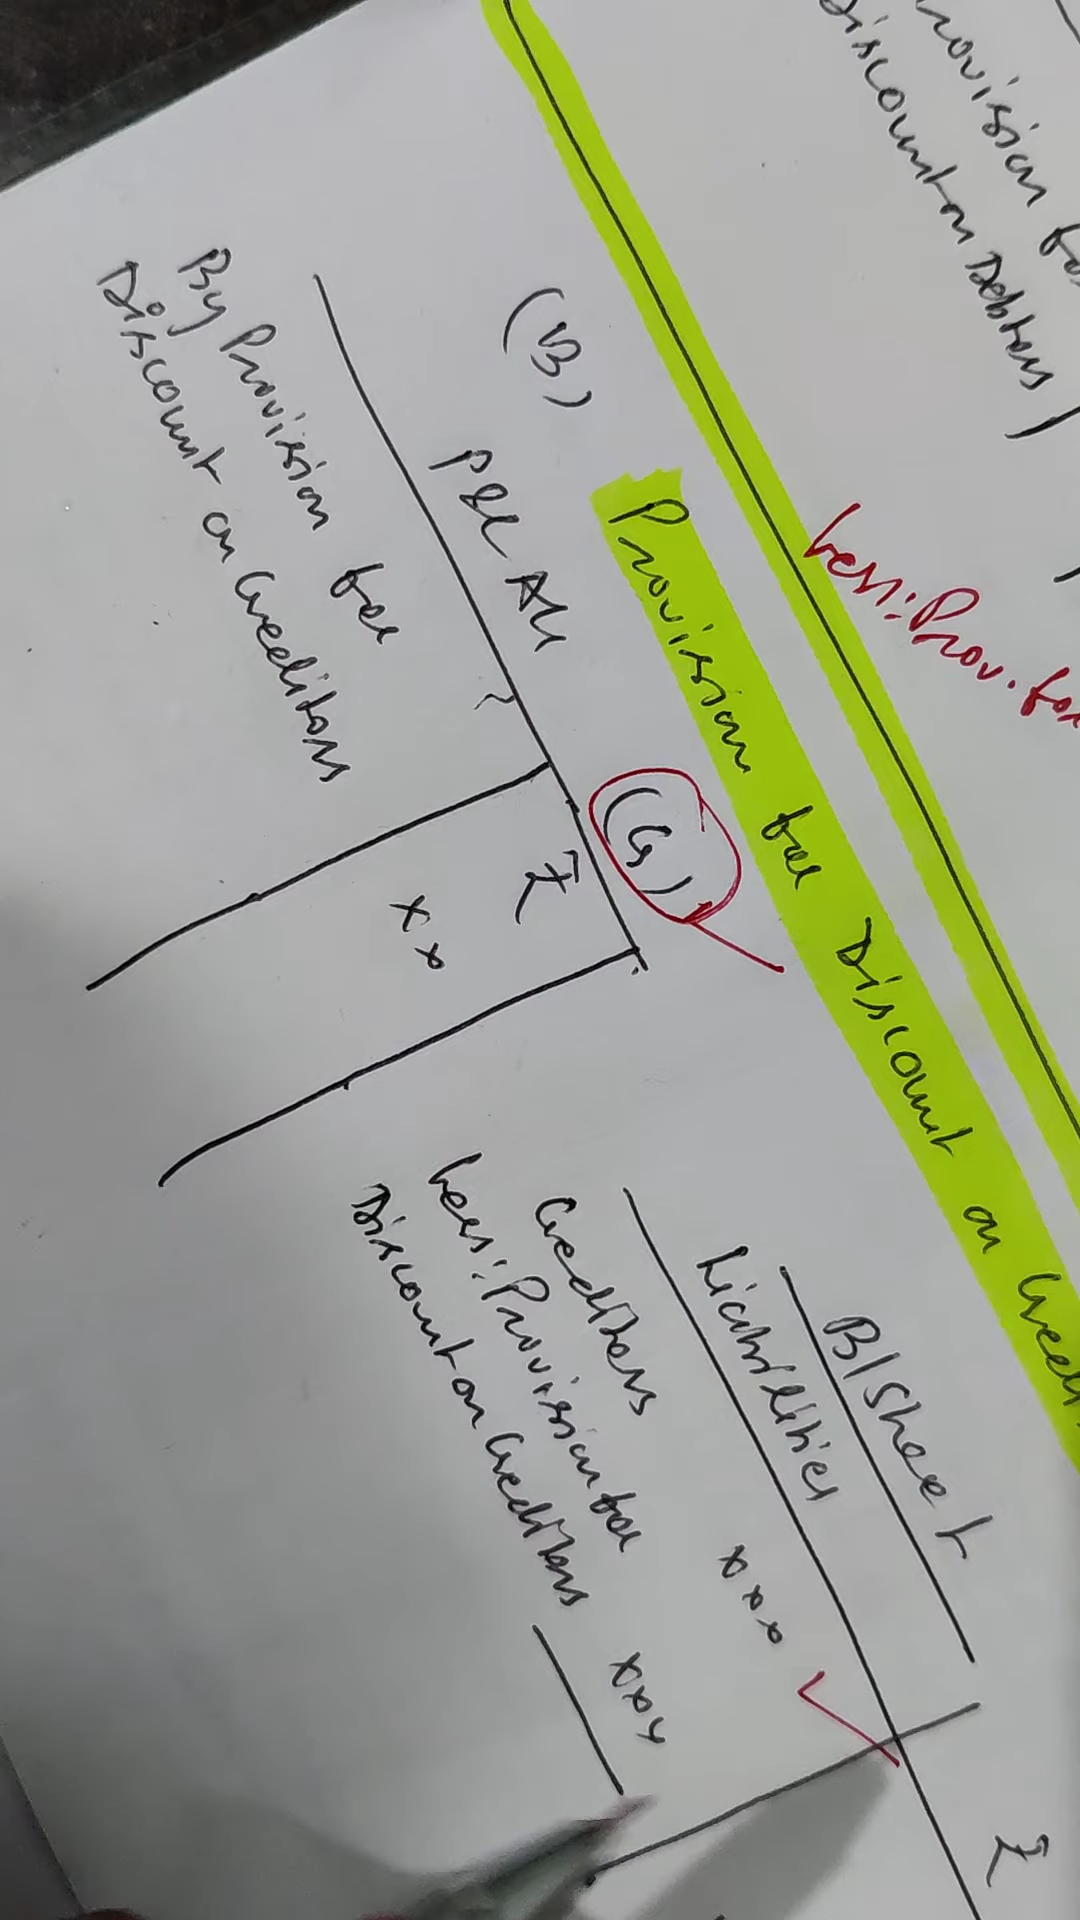 Provision for
Discount on Debtors
Less: Prov. for
Provision for Discount on
(B)
P&L A/c
₹
By Provision for
Discount on Creditors
xx
B/Sheet
Liabilities
₹
Creditors xxx
Less: Provision for
Discount on Creditors xxx